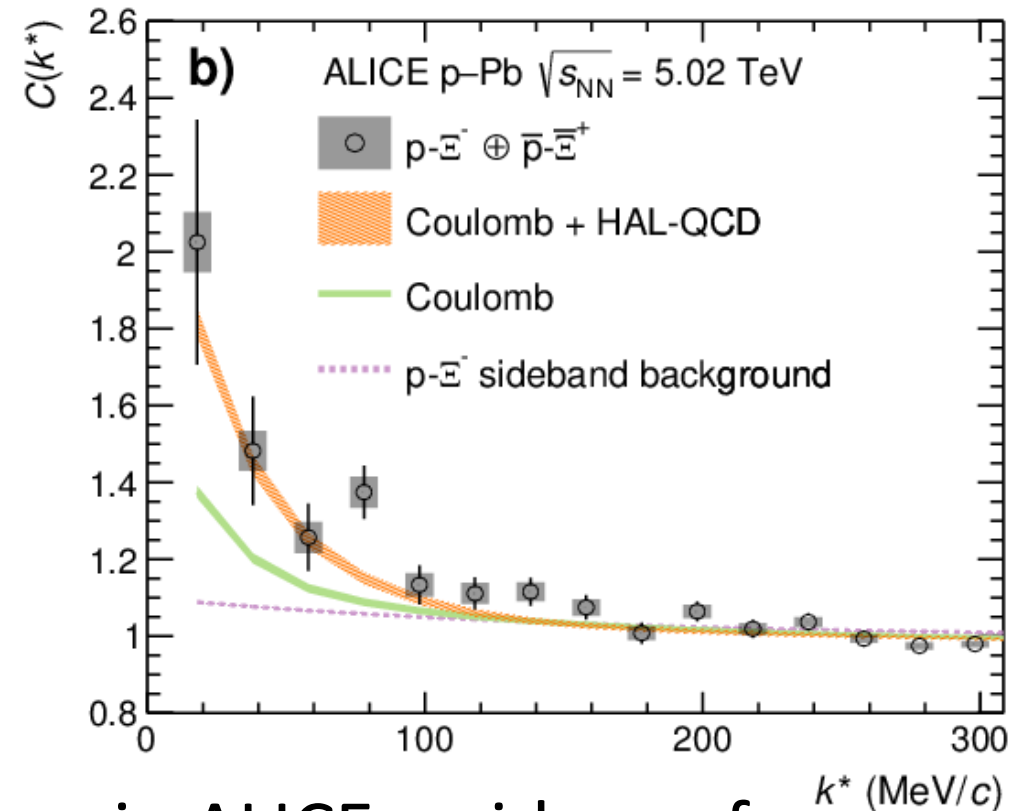 2.6
C(k*)
b) ALICE p–Pb √s_NN = 5.02 TeV
2.4
p-Ξ⁻ ⊕ p̅-Ξ̅⁺
2.2
Coulomb + HAL-QCD
2
Coulomb
1.8
p-Ξ⁻ sideband background
1.6
1.4
1.2
1
0.8
0 100 200 300
k* (MeV/c)